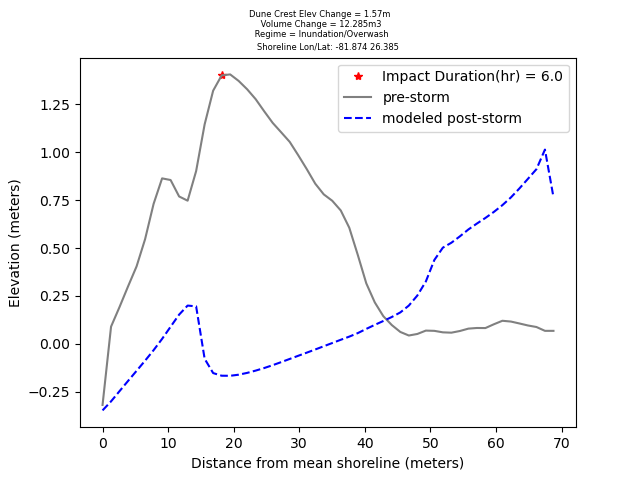 Dune Crest Elev Change = 1.57m
Volume Change = 12.285m3
Regime = Inundation/Overwash
Shoreline Lon/Lat: -81.874 26.385
Impact Duration(hr) = 6.0
pre-storm
modeled post-storm
1.25
1.00
0.75
0.50
0.25
0.00
−0.25
Elevation (meters)
0 10 20 30 40 50 60 70
Distance from mean shoreline (meters)